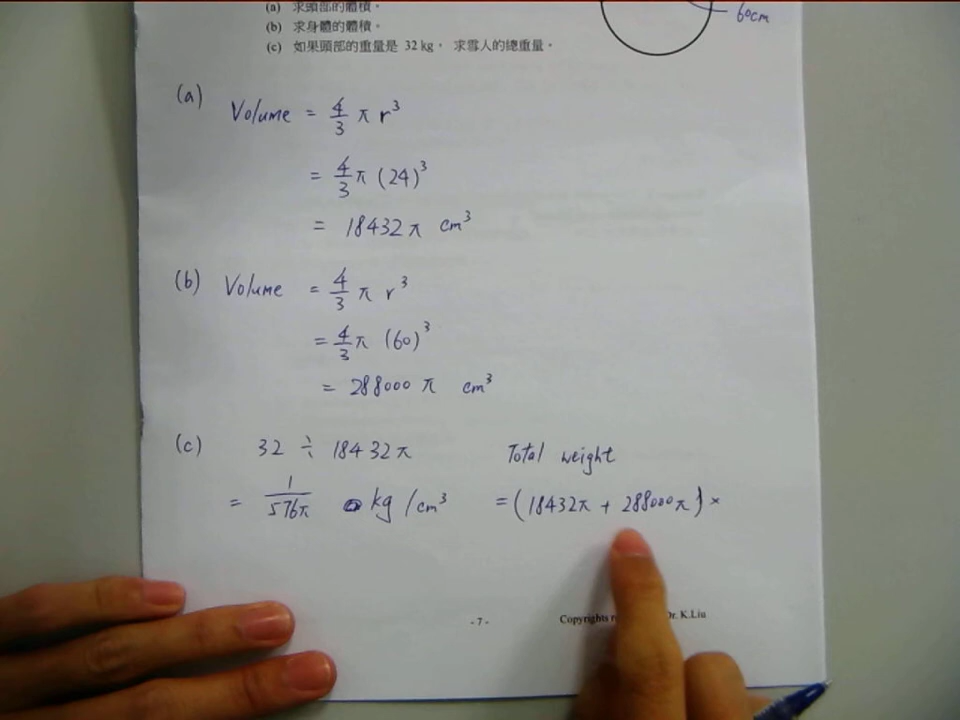 (a) 求頭部的體積。
60cm
(b) 求身體的體積。
(c) 如果頭部的重量是 32 kg， 求雪人的總重量。
(a) Volume = 4/3 π r³
= 4/3 π (24)³
= 18432 π cm³
(b) Volume = 4/3 π r³
= 4/3 π (60)³
= 288000 π cm³
(c) 32 ÷ 18432π
= 1/576π kg/cm³
Total weight
= (18432π + 288000π) ×
- 7 -
Copyrights Dr. K.Liu